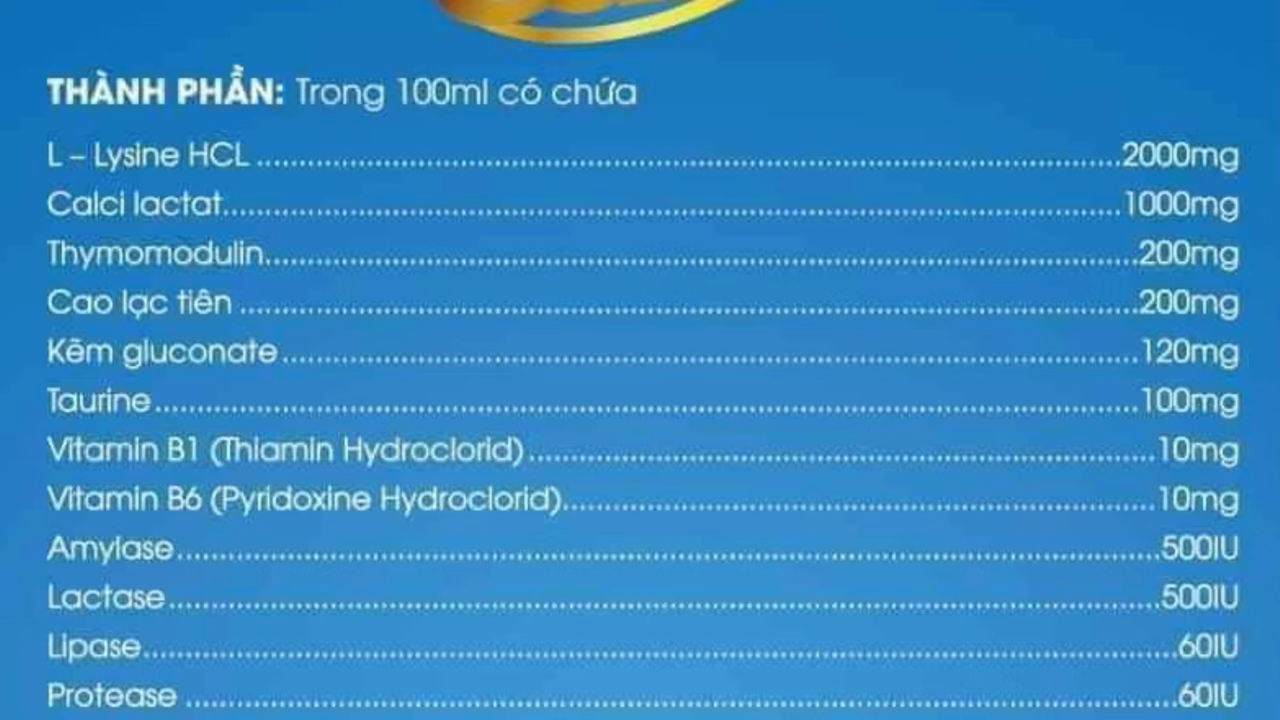 THÀNH PHẦN: Trong 100ml có chứa
L – Lysine HCL ........ 2000mg
Calci lactat ........ 1000mg
Thymomodulin ........ 200mg
Cao lạc tiên ........ 200mg
Kẽm gluconate ........ 120mg
Taurine ........ 100mg
Vitamin B1 (Thiamin Hydroclorid) ........ 10mg
Vitamin B6 (Pyridoxine Hydroclorid) ........ 10mg
Amylase ........ 500IU
Lactase ........ 500IU
Lipase ........ 60IU
Protease ........ 60IU